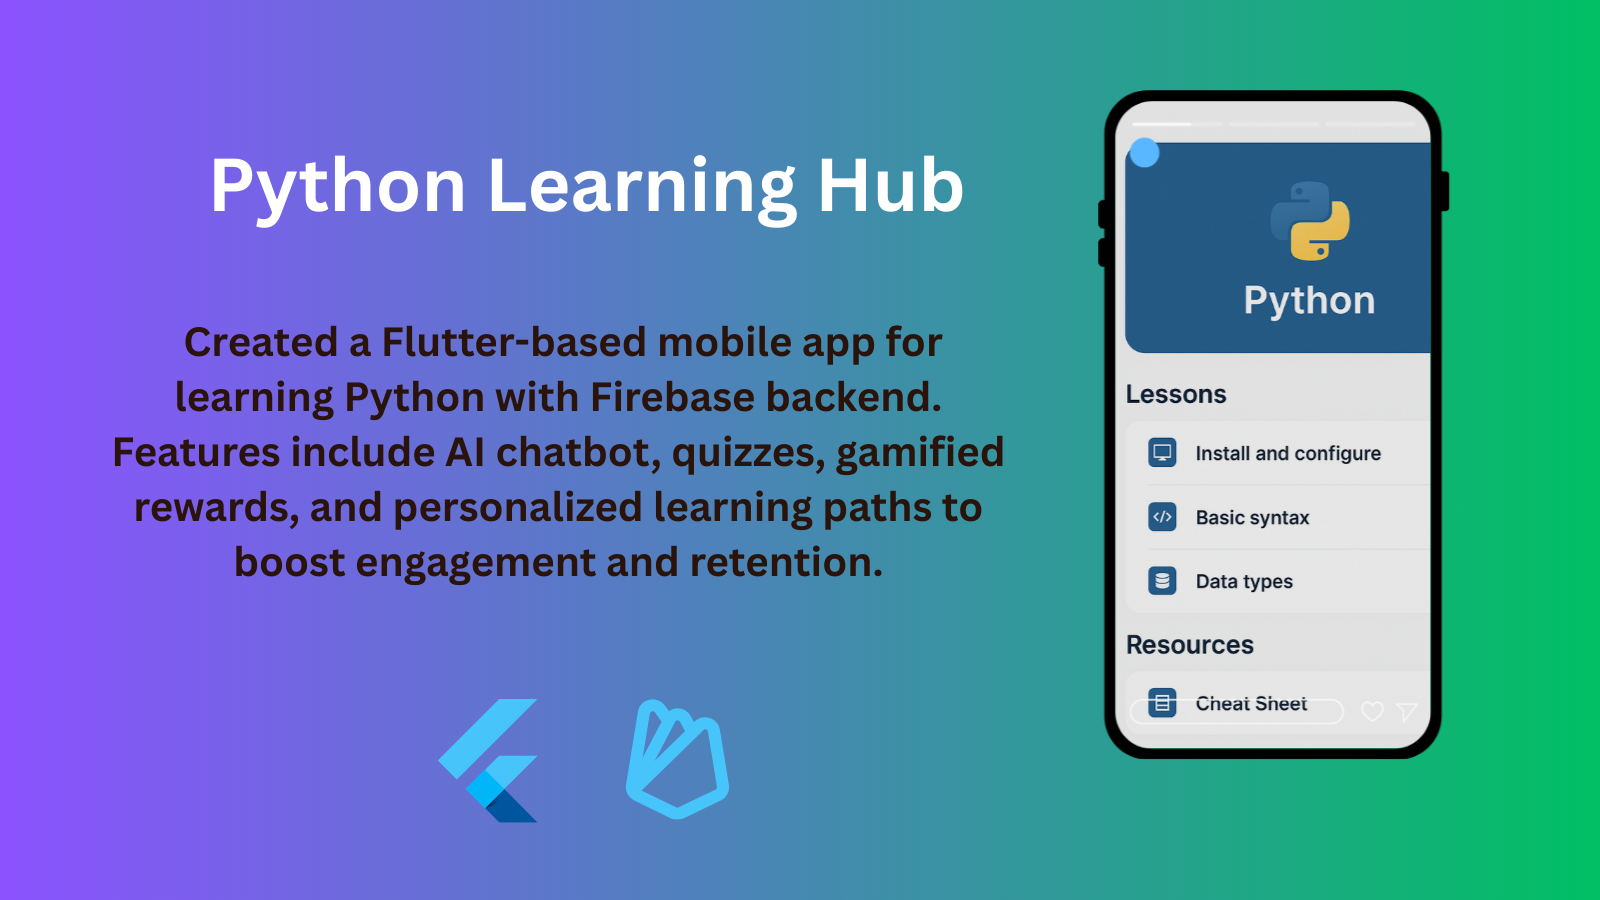 Python Learning Hub
Created a Flutter-based mobile app for
learning Python with Firebase backend.
Features include AI chatbot, quizzes, gamified
rewards, and personalized learning paths to
boost engagement and retention.
Python
Lessons
Install and configure
Basic syntax
Data types
Resources
Cheat Sheet